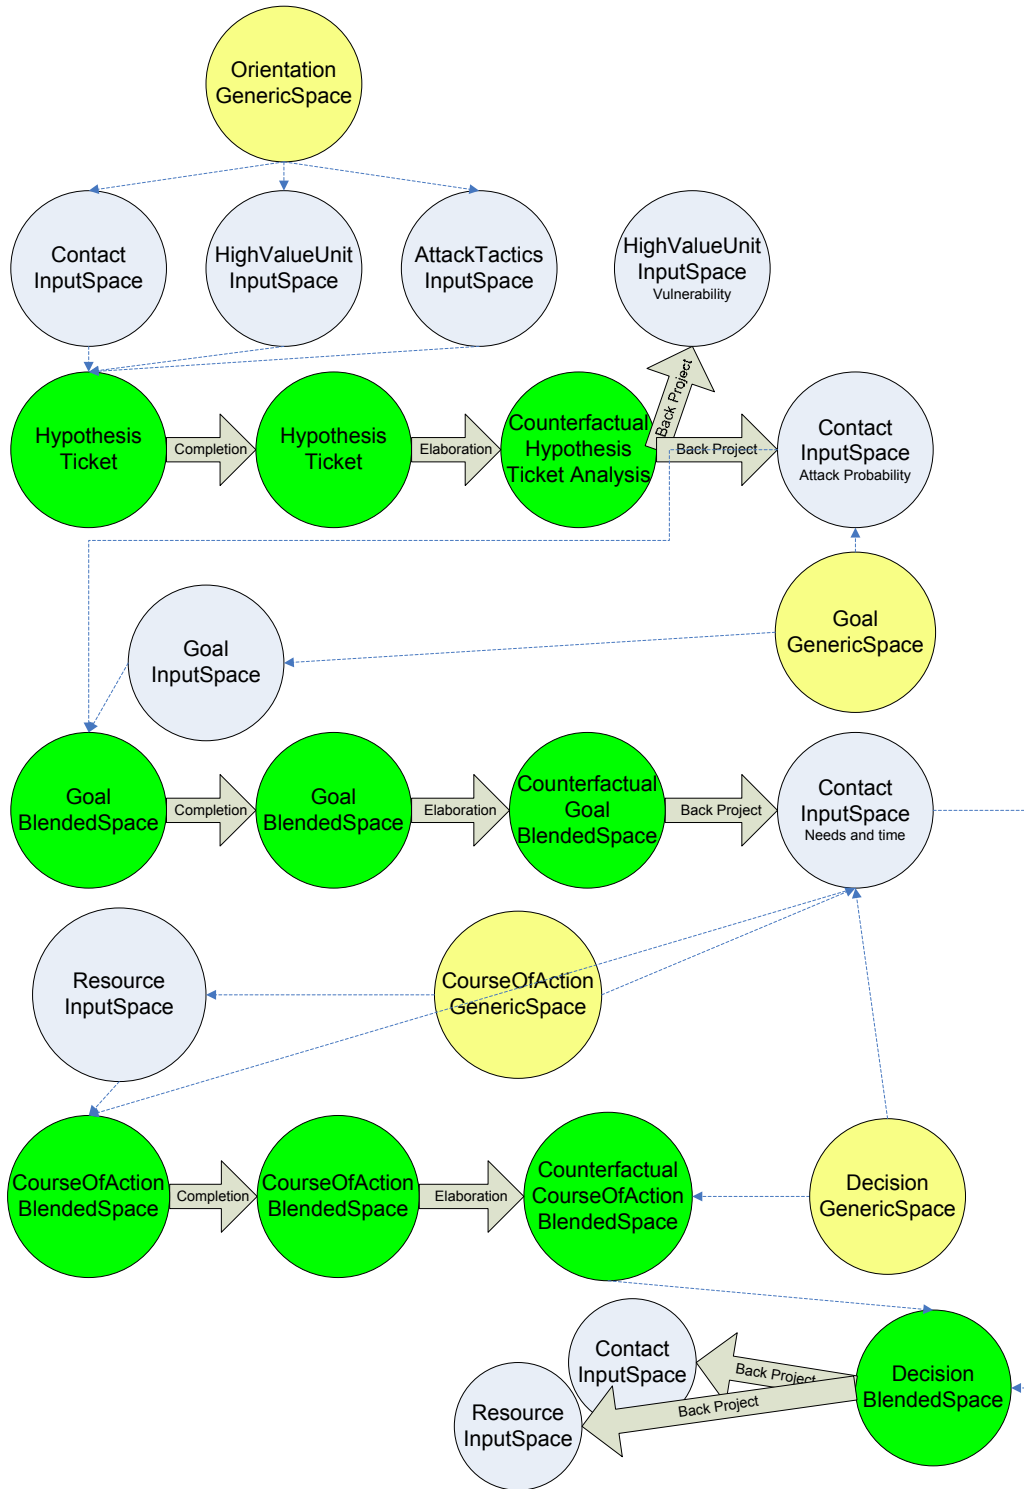 Orientation
GenericSpace
Contact
InputSpace
HighValueUnit
InputSpace
AttackTactics
InputSpace
HighValueUnit
InputSpace
Vulnerability
Hypothesis
Ticket
Completion
Hypothesis
Ticket
Elaboration
Counterfactual
Hypothesis
Ticket Analysis
Back Project
Back Project
Contact
InputSpace
Attack Probability
Goal
InputSpace
Goal
GenericSpace
Goal
BlendedSpace
Completion
Goal
BlendedSpace
Elaboration
Counterfactual
Goal
BlendedSpace
Back Project
Contact
InputSpace
Needs and time
Resource
InputSpace
CourseOfAction
GenericSpace
CourseOfAction
BlendedSpace
Completion
CourseOfAction
BlendedSpace
Elaboration
Counterfactual
CourseOfAction
BlendedSpace
Decision
GenericSpace
Contact
InputSpace
Back Project
Decision
BlendedSpace
Resource
InputSpace
Back Project